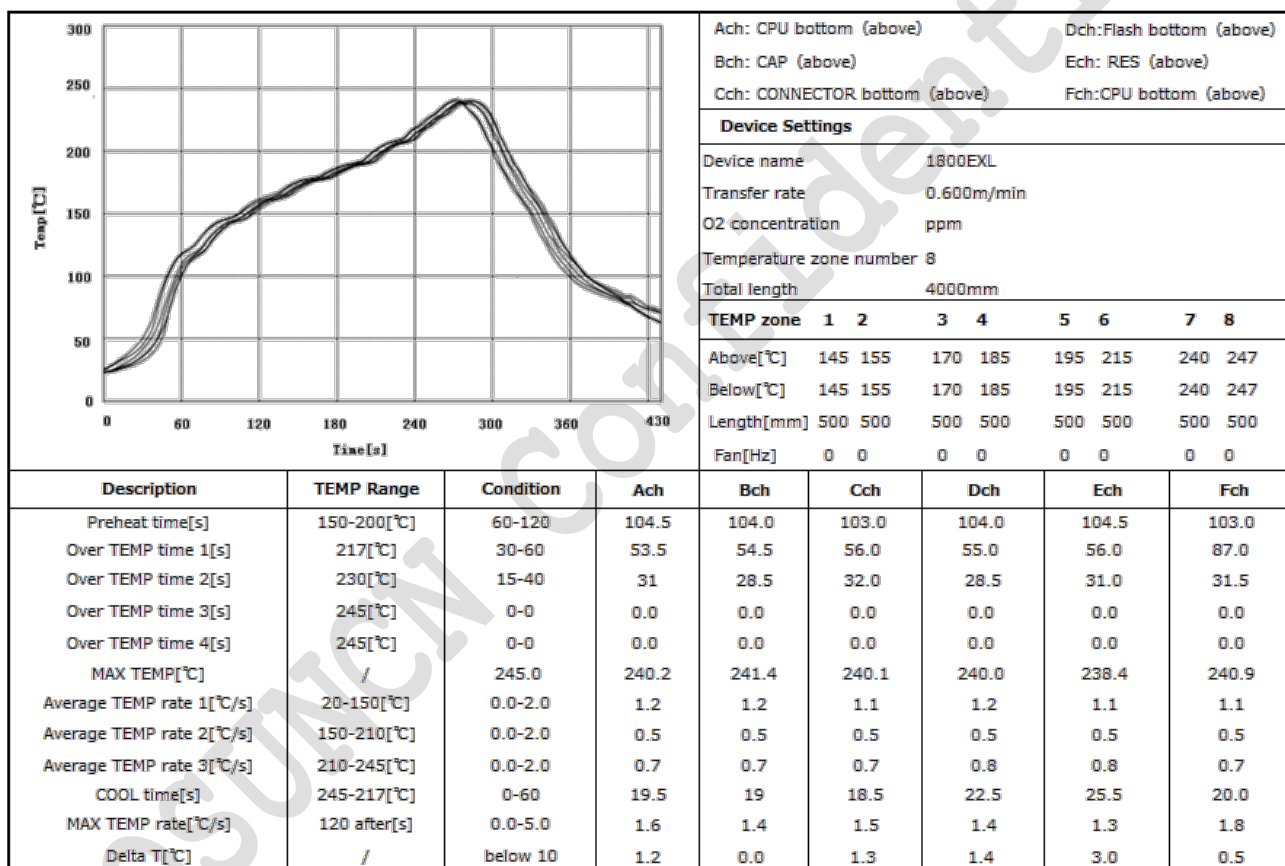 300
250
200
150
100
50
0
0 60 120 180 240 300 360 430
Temp[℃]
Time[s]
Ach: CPU bottom (above) Dch:Flash bottom (above)
Bch: CAP (above) Ech: RES (above)
Cch: CONNECTOR bottom (above) Fch:CPU bottom (above)
Device Settings
Device name 1800EXL
Transfer rate 0.600m/min
O2 concentration ppm
Temperature zone number 8
Total length 4000mm
TEMP zone 1 2 3 4 5 6 7 8
Above[℃] 145 155 170 185 195 215 240 247
Below[℃] 145 155 170 185 195 215 240 247
Length[mm] 500 500 500 500 500 500 500 500
Fan[Hz] 0 0 0 0 0 0 0 0
Description TEMP Range Condition Ach Bch Cch Dch Ech Fch
Preheat time[s] 150-200[℃] 60-120 104.5 104.0 103.0 104.0 104.5 103.0
Over TEMP time 1[s] 217[℃] 30-60 53.5 54.5 56.0 55.0 56.0 87.0
Over TEMP time 2[s] 230[℃] 15-40 31 28.5 32.0 28.5 31.0 31.5
Over TEMP time 3[s] 245[℃] 0-0 0.0 0.0 0.0 0.0 0.0 0.0
Over TEMP time 4[s] 245[℃] 0-0 0.0 0.0 0.0 0.0 0.0 0.0
MAX TEMP[℃] / 245.0 240.2 241.4 240.1 240.0 238.4 240.9
Average TEMP rate 1[℃/s] 20-150[℃] 0.0-2.0 1.2 1.2 1.1 1.2 1.1 1.1
Average TEMP rate 2[℃/s] 150-210[℃] 0.0-2.0 0.5 0.5 0.5 0.5 0.5 0.5
Average TEMP rate 3[℃/s] 210-245[℃] 0.0-2.0 0.7 0.7 0.7 0.8 0.8 0.7
COOL time[s] 245-217[℃] 0-60 19.5 19 18.5 22.5 25.5 20.0
MAX TEMP rate[℃/s] 120 after[s] 0.0-5.0 1.6 1.4 1.5 1.4 1.3 1.8
Delta T[℃] / below 10 1.2 0.0 1.3 1.4 3.0 0.5